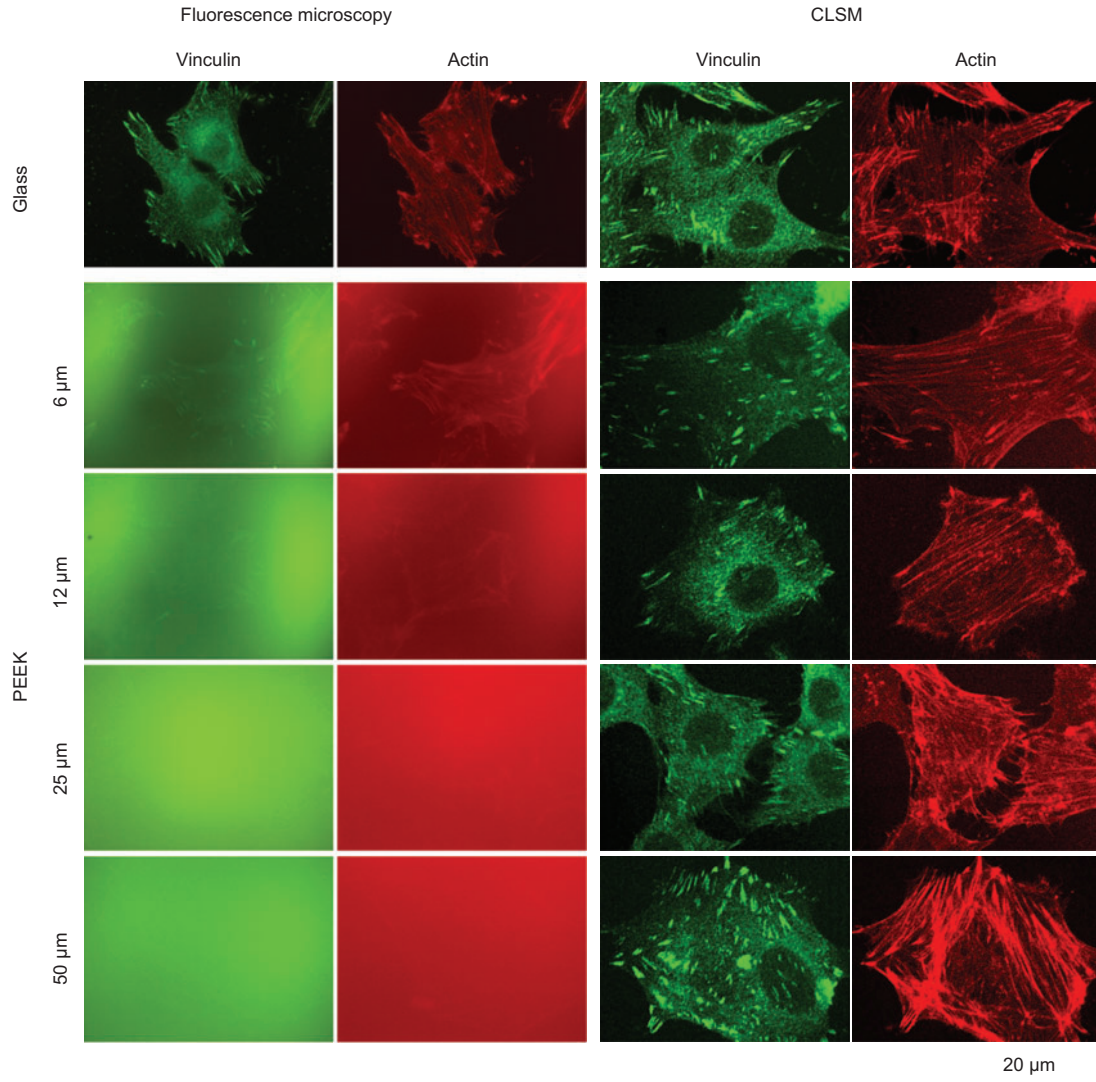 Fluorescence microscopy CLSM
Vinculin Actin Vinculin Actin
Glass
6 µm
12 µm
PEEK
25 µm
50 µm
20 µm